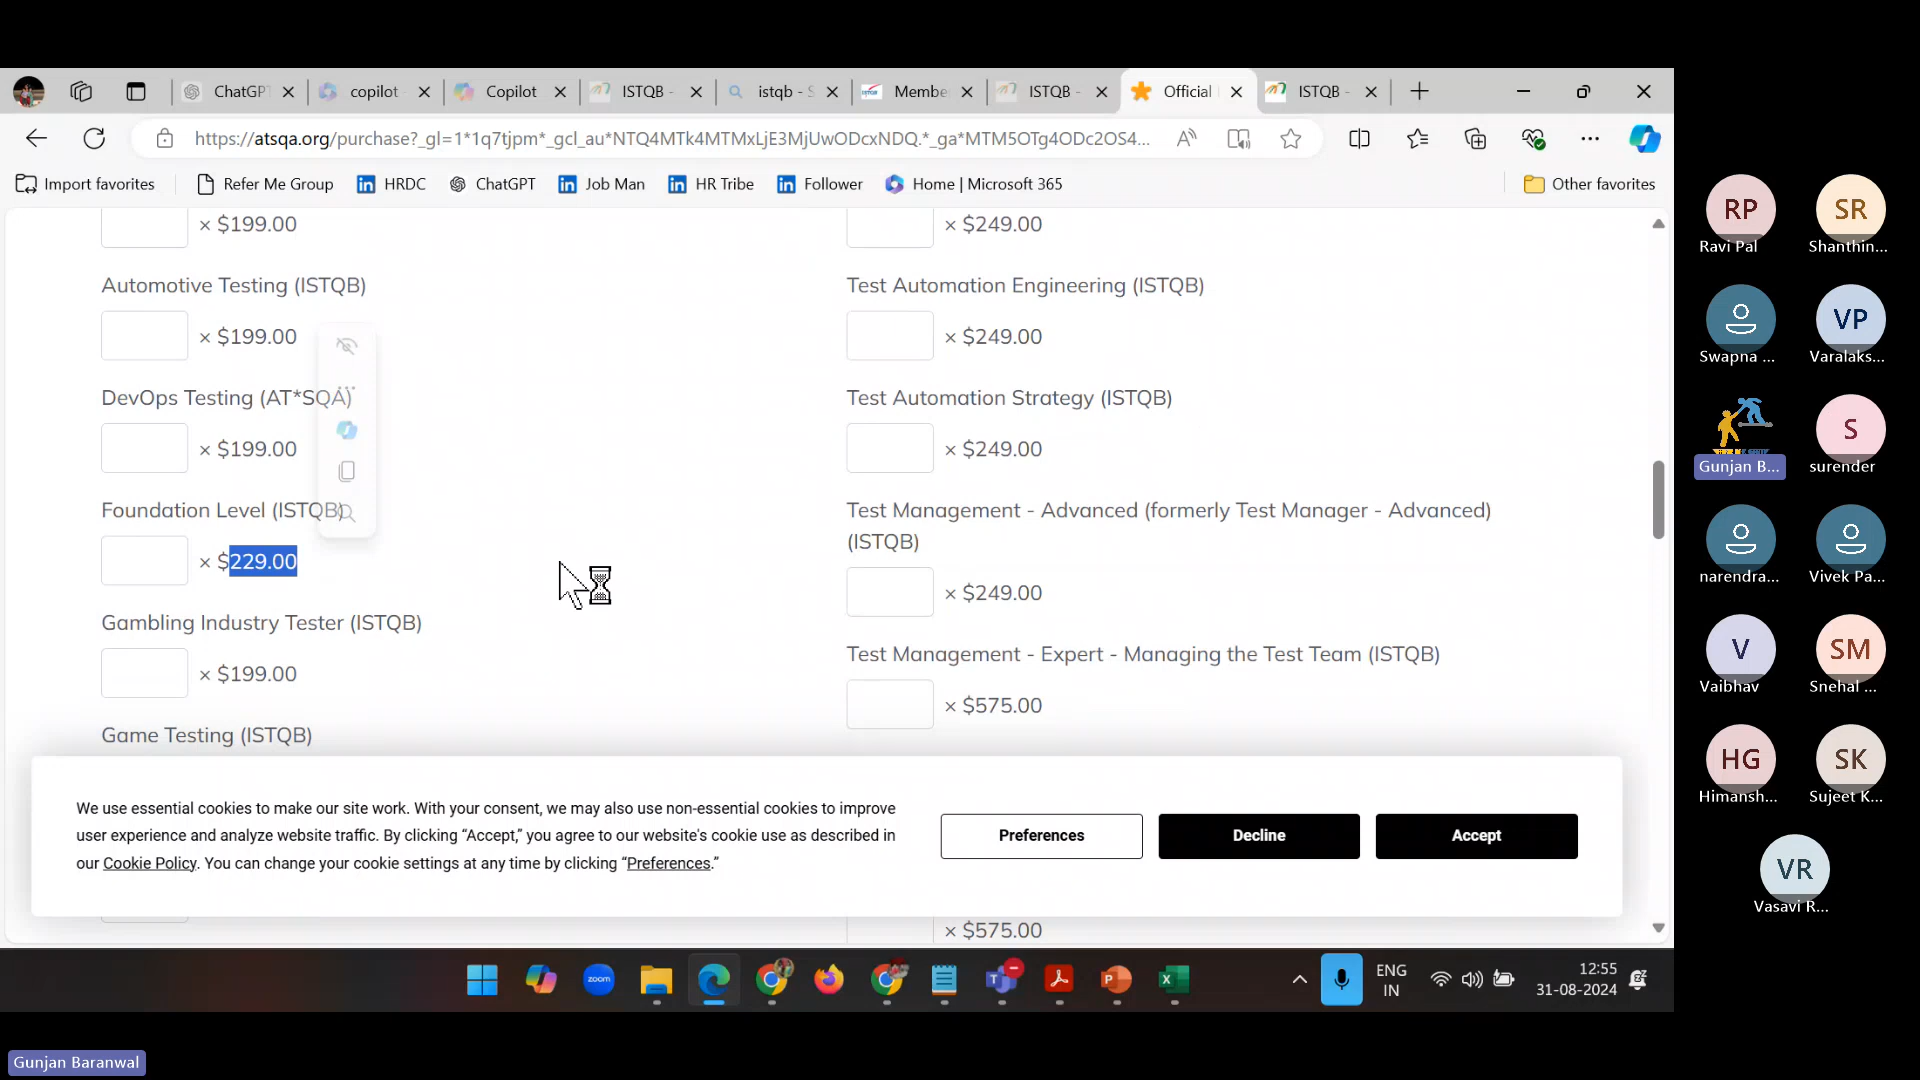 ChatGP
copilot
Copilot
ISTQB -
istqb - S
Membe
ISTQB -
Official
ISTQB -
https://atsqa.org/purchase?_gl=1*1q7tjpm*_gcl_au*NTQ4MTk4MTMxLjE3MjUwODcxNDQ.*_ga*MTM5OTg4ODc2OS4...
Import favorites
Refer Me Group
HRDC
ChatGPT
Job Man
HR Tribe
Follower
Home | Microsoft 365
Other favorites
× $199.00
Automotive Testing (ISTQB)
× $199.00
DevOps Testing (AT*SQA)
× $199.00
Foundation Level (ISTQB)
× $229.00
Gambling Industry Tester (ISTQB)
× $199.00
Game Testing (ISTQB)
× $249.00
Test Automation Engineering (ISTQB)
× $249.00
Test Automation Strategy (ISTQB)
× $249.00
Test Management - Advanced (formerly Test Manager - Advanced)
(ISTQB)
× $249.00
Test Management - Expert - Managing the Test Team (ISTQB)
× $575.00
We use essential cookies to make our site work. With your consent, we may also use non-essential cookies to improve
user experience and analyze website traffic. By clicking “Accept,” you agree to our website's cookie use as described in
our Cookie Policy. You can change your cookie settings at any time by clicking “Preferences.”
Preferences
Decline
Accept
× $575.00
zoom
ENG
IN
12:55
31-08-2024
RP
Ravi Pal
SR
Shanthin...
Swapna ...
VP
Varalaks...
Gunjan B...
S
surender
narendra...
Vivek Pa...
V
Vaibhav
SM
Snehal ...
HG
Himansh...
SK
Sujeet K...
VR
Vasavi R...
Gunjan Baranwal